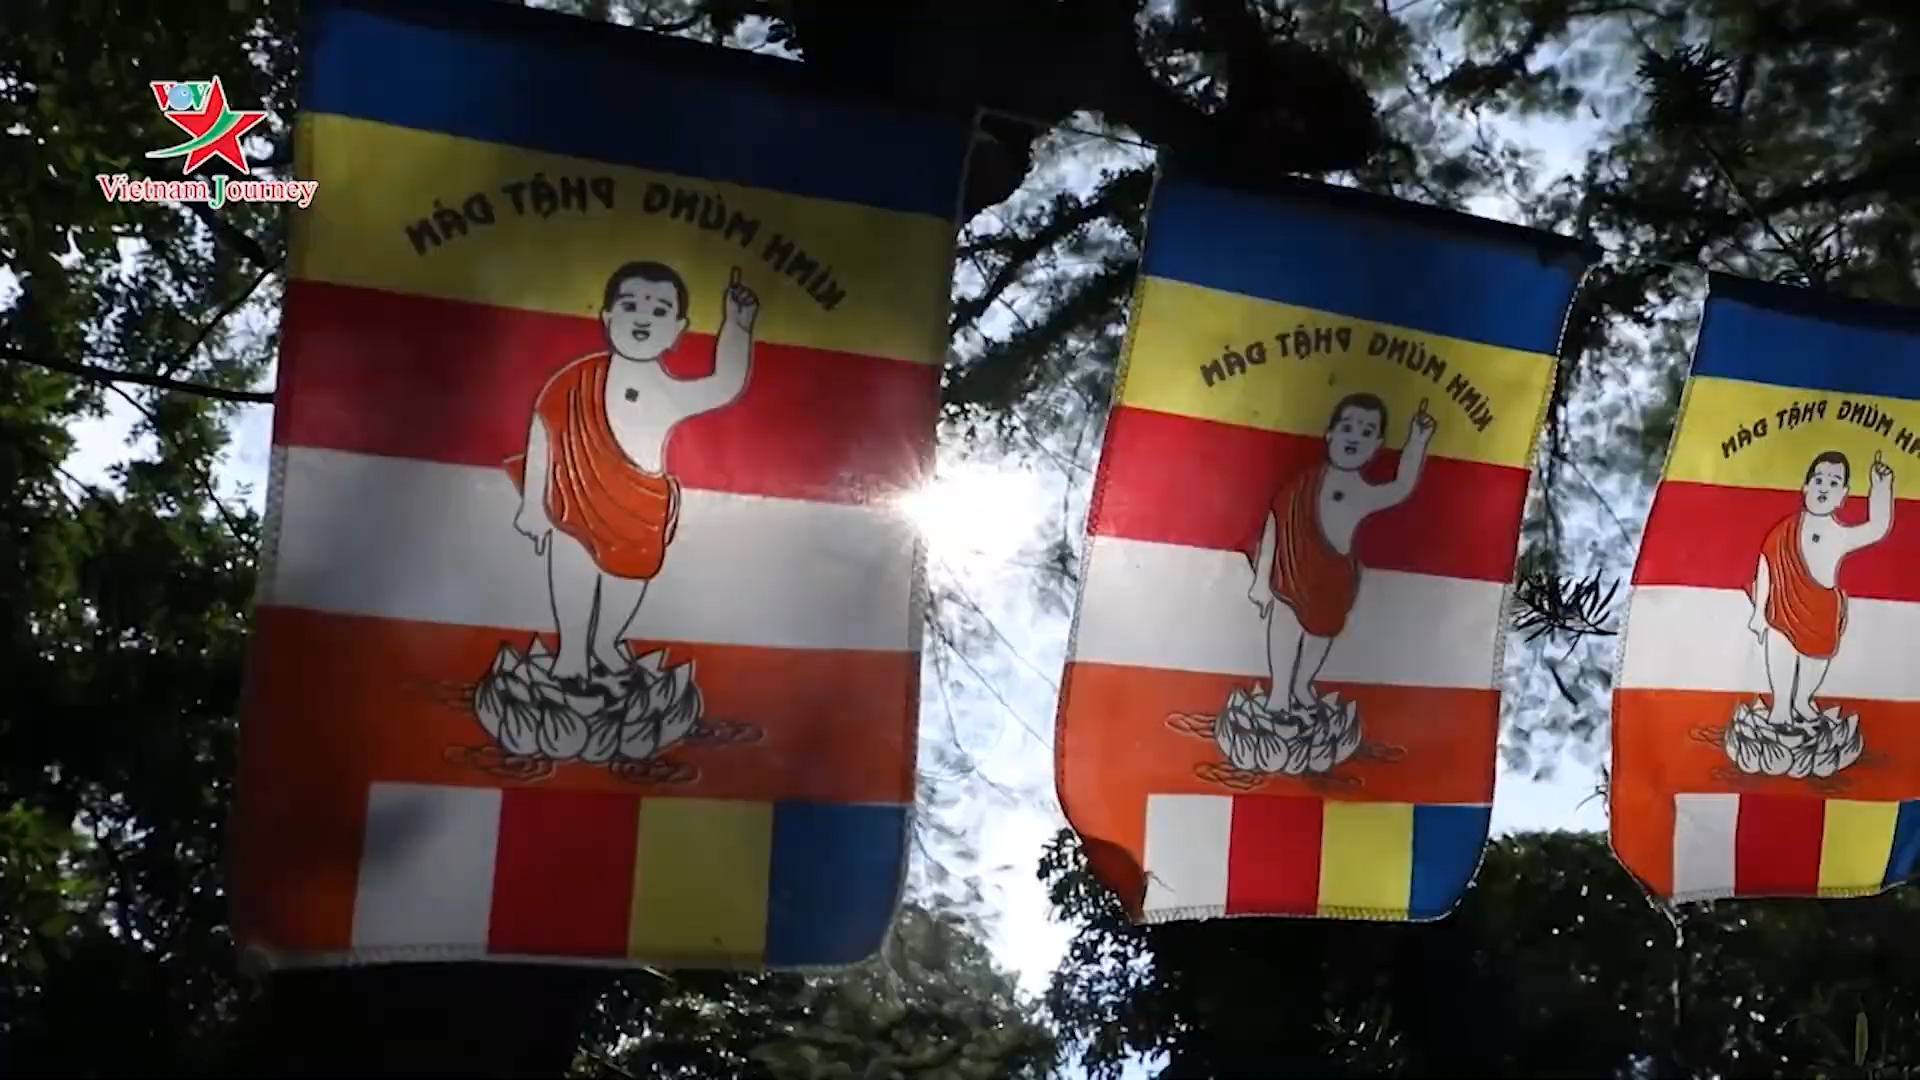 VOV
Vietnam Journey
KÍNH MỪNG PHẬT ĐẢN
KÍNH MỪNG PHẬT ĐẢN
MỪNG PHẬT ĐẢN